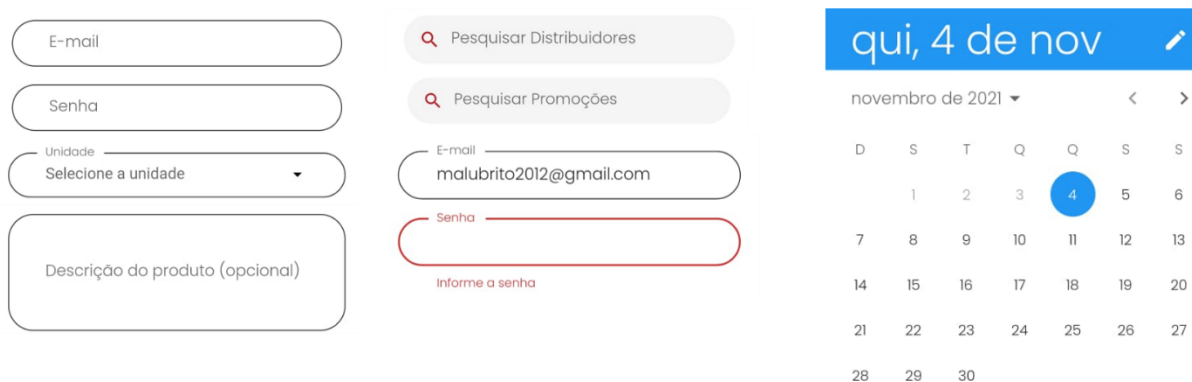 E-mail
Senha
Unidade
Selecione a unidade
Descrição do produto (opcional)
Pesquisar Distribuidores
Pesquisar Promoções
E-mail
malubrito2012@gmail.com
Senha
Informe a senha
qui, 4 de nov
novembro de 2021
D S T Q Q S S
1 2 3 4 5 6
7 8 9 10 11 12 13
14 15 16 17 18 19 20
21 22 23 24 25 26 27
28 29 30